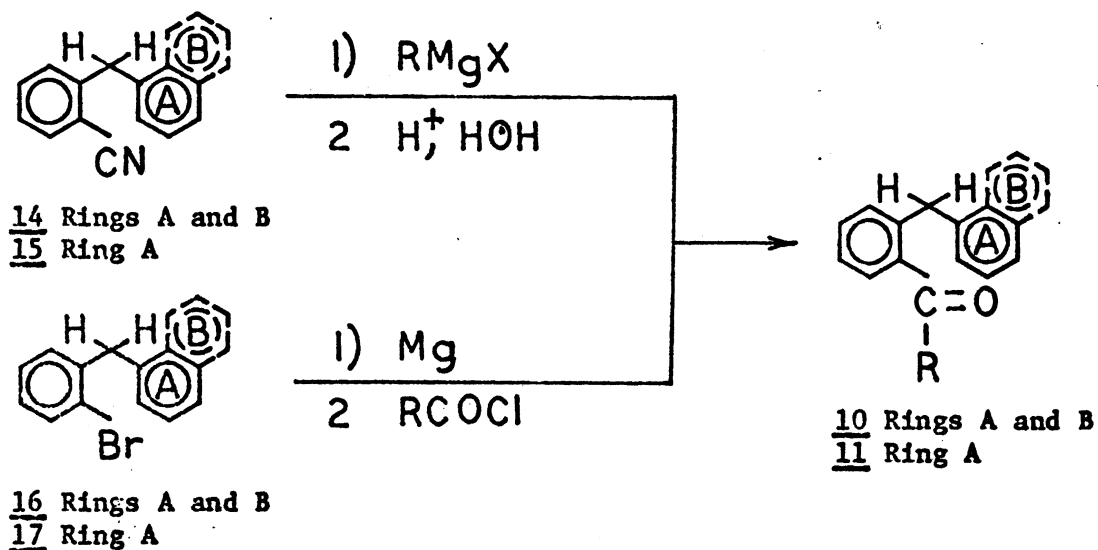 H H B
1) RMgX
A
2 H⁺, HOH
CN
14 Rings A and B
15 Ring A
H H B
A
C=O
R
H H B
1) Mg
A
2 RCOCl
Br
10 Rings A and B
11 Ring A
16 Rings A and B
17 Ring A